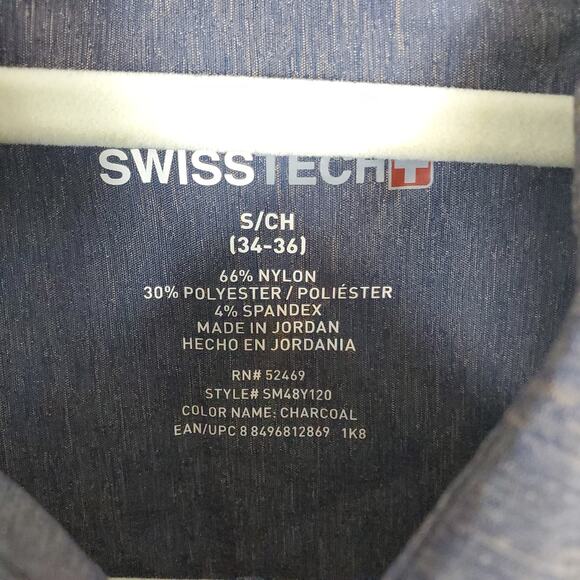 SWISSTECH
S/CH
(34-36)
66% NYLON
30% POLYESTER / POLIÉSTER
4% SPANDEX
MADE IN JORDAN
HECHO EN JORDANIA
RN# 52469
STYLE# SM48Y120
COLOR NAME: CHARCOAL
EAN/UPC 8 8496812869 1K8